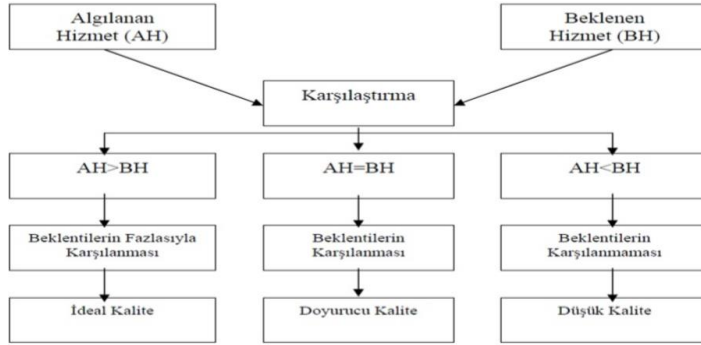 Algılanan
Hizmet (AH)
Beklenen
Hizmet (BH)
Karşılaştırma
AH>BH
AH=BH
AH<BH
Beklentilerin Fazlasıyla
Karşılanması
Beklentilerin
Karşılanması
Beklentilerin
Karşılanmaması
İdeal Kalite
Doyurucu Kalite
Düşük Kalite